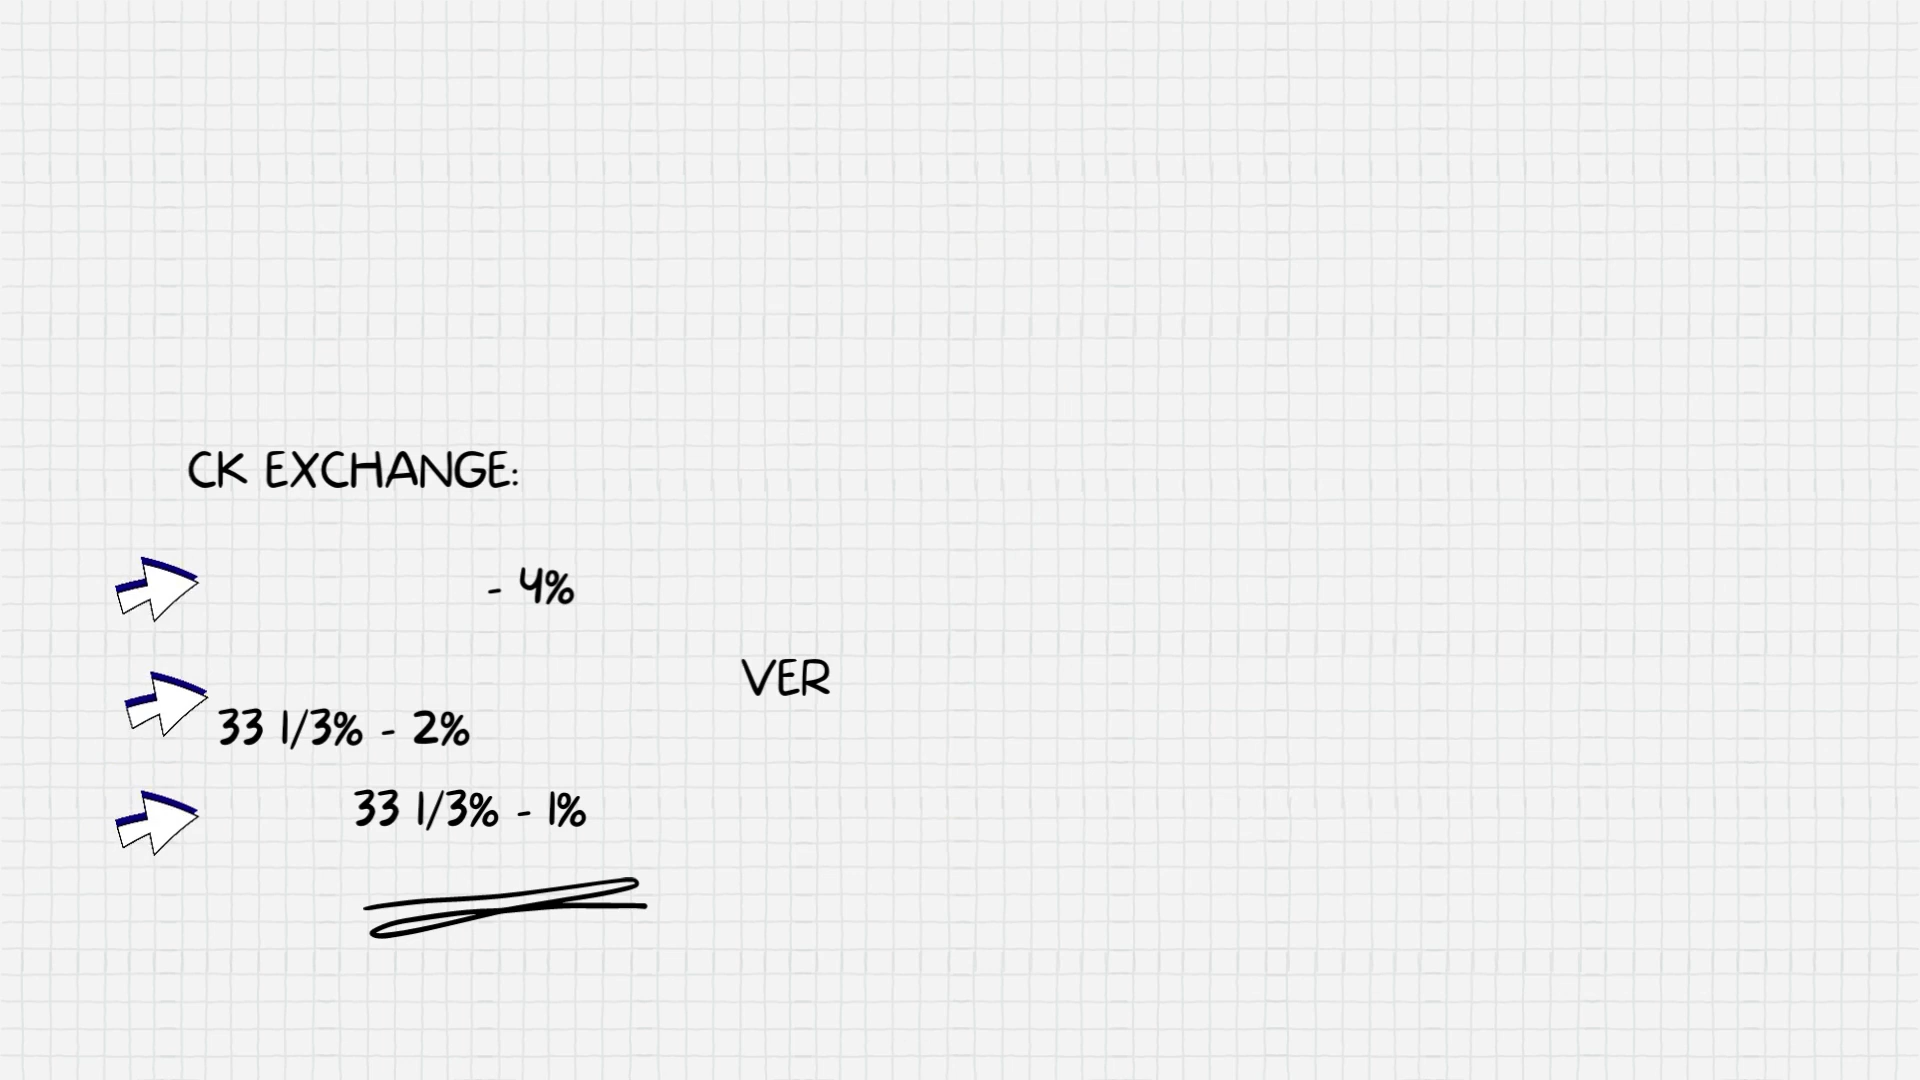 CK EXCHANGE:
- 4%
VER
33 1/3% - 2%
33 1/3% - 1%